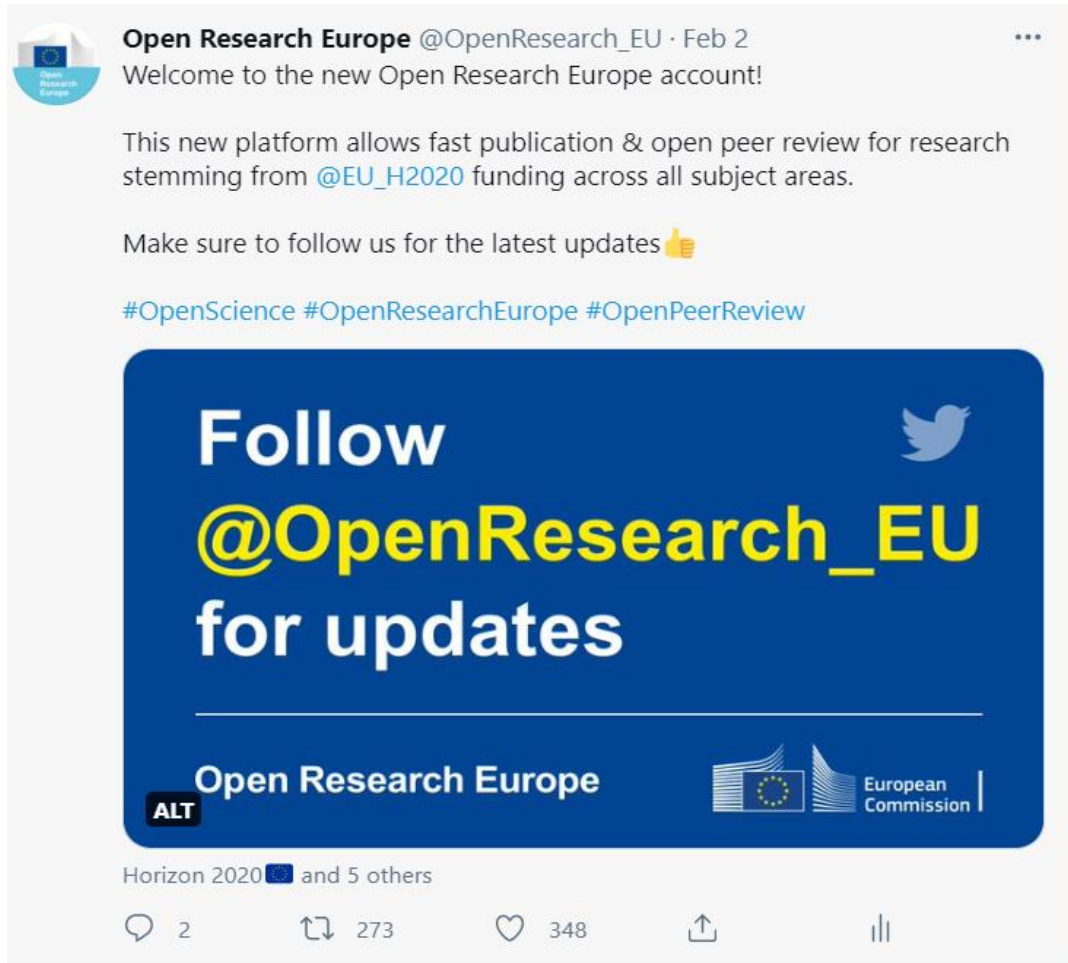 Open Research Europe @OpenResearch_EU · Feb 2
Welcome to the new Open Research Europe account!
This new platform allows fast publication & open peer review for research
stemming from @EU_H2020 funding across all subject areas.
Make sure to follow us for the latest updates👍
#OpenScience #OpenResearchEurope #OpenPeerReview
Open
Research
Europe
Follow
@OpenResearch_EU
for updates
Open Research Europe
European
Commission
ALT
Horizon 2020🇪🇺 and 5 others
2 273 348